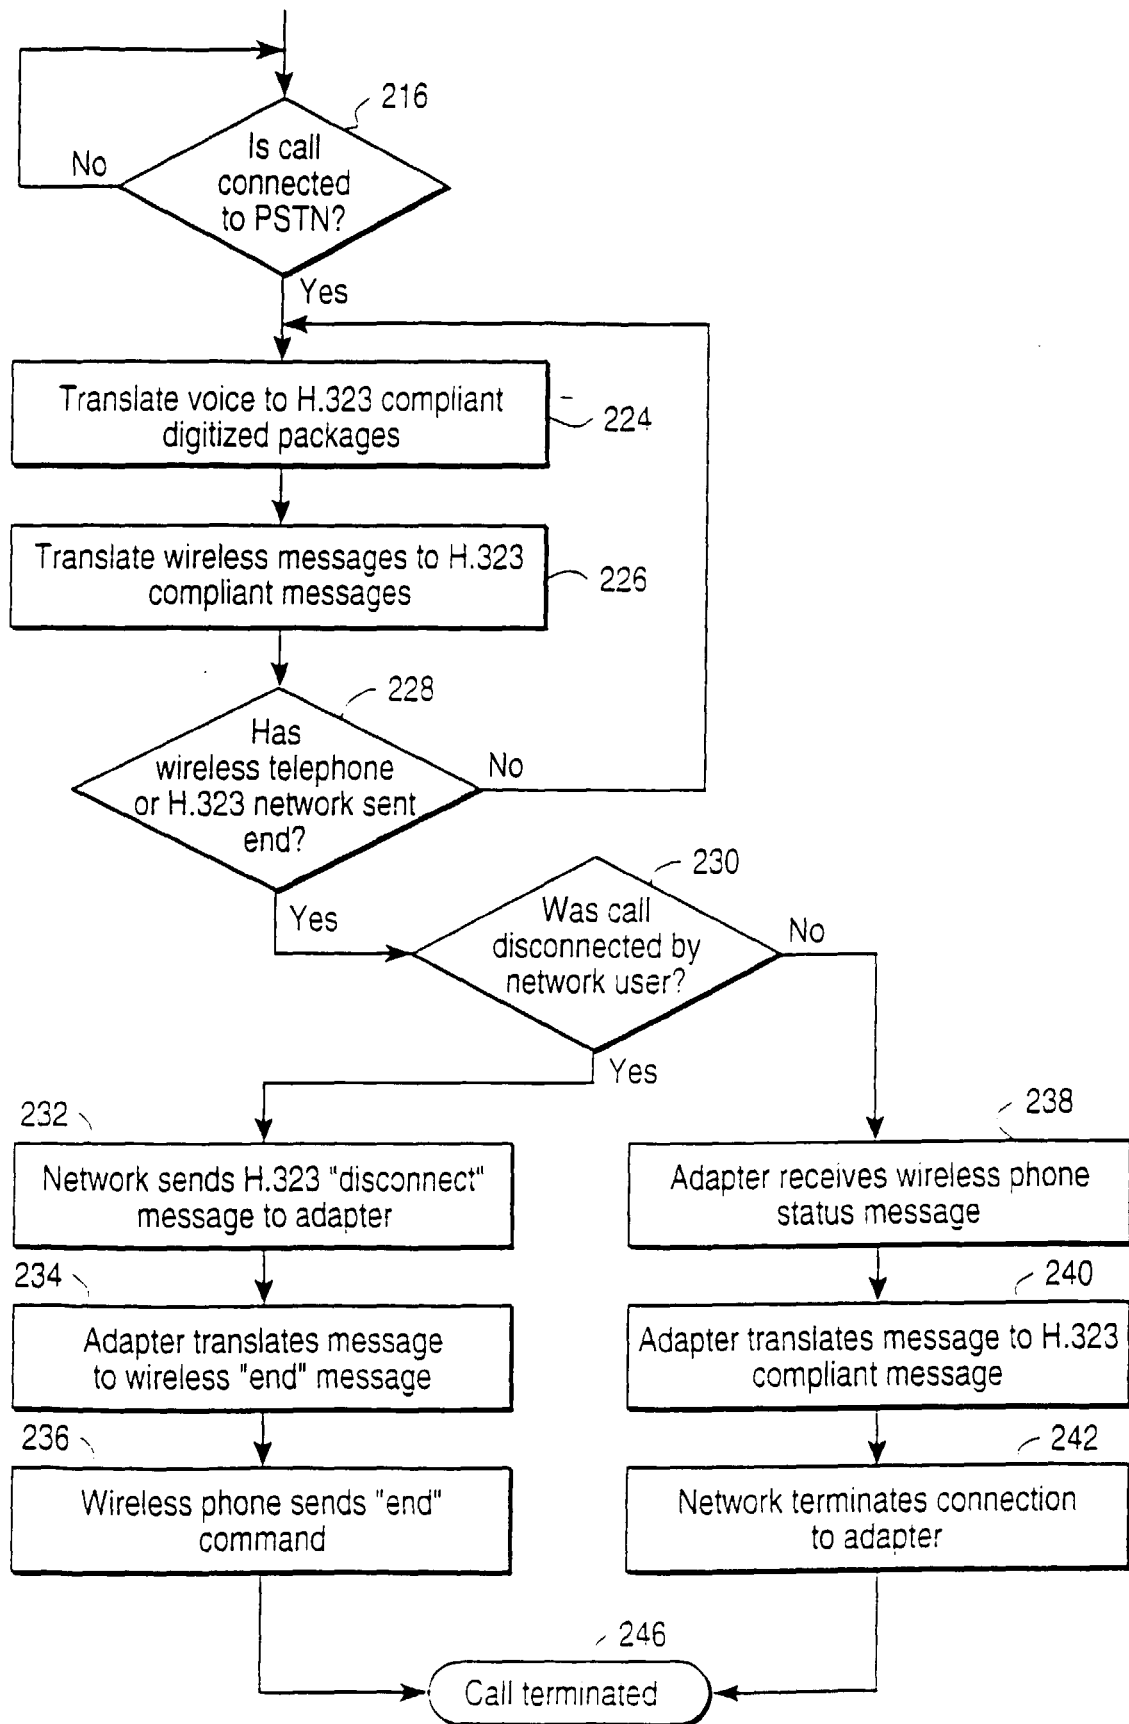 216
Is call
connected
to PSTN?
No
Yes
Translate voice to H.323 compliant
digitized packages
224
Translate wireless messages to H.323
compliant messages
226
228
Has
wireless telephone
or H.323 network sent
end?
No
Yes
230
Was call
disconnected by
network user?
No
Yes
232
Network sends H.323 "disconnect"
message to adapter
238
Adapter receives wireless phone
status message
234
Adapter translates message
to wireless "end" message
240
Adapter translates message to H.323
compliant message
236
Wireless phone sends "end"
command
242
Network terminates connection
to adapter
246
Call terminated